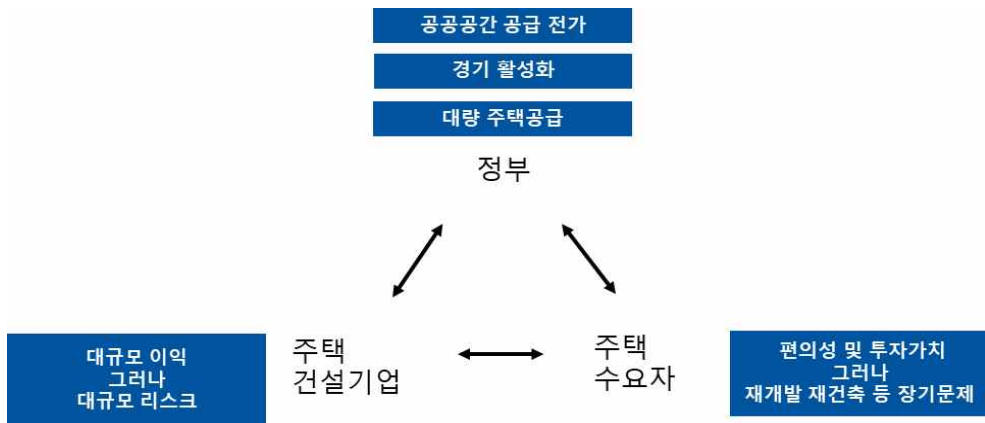 공공공간 공급 전가
경기 활성화
대량 주택공급
정부
대규모 이익
그러나
대규모 리스크
주택
건설기업
주택
수요자
편의성 및 투자가치
그러나
재개발 재건축 등 장기문제